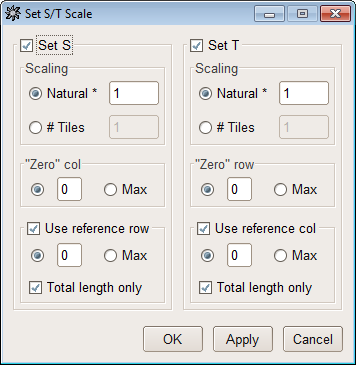 Set S/T Scale
Set S
Scaling
Natural * 1
# Tiles 1
"Zero" col
0 Max
Use reference row
0 Max
Total length only
Set T
Scaling
Natural * 1
# Tiles 1
"Zero" row
0 Max
Use reference col
0 Max
Total length only
OK Apply Cancel